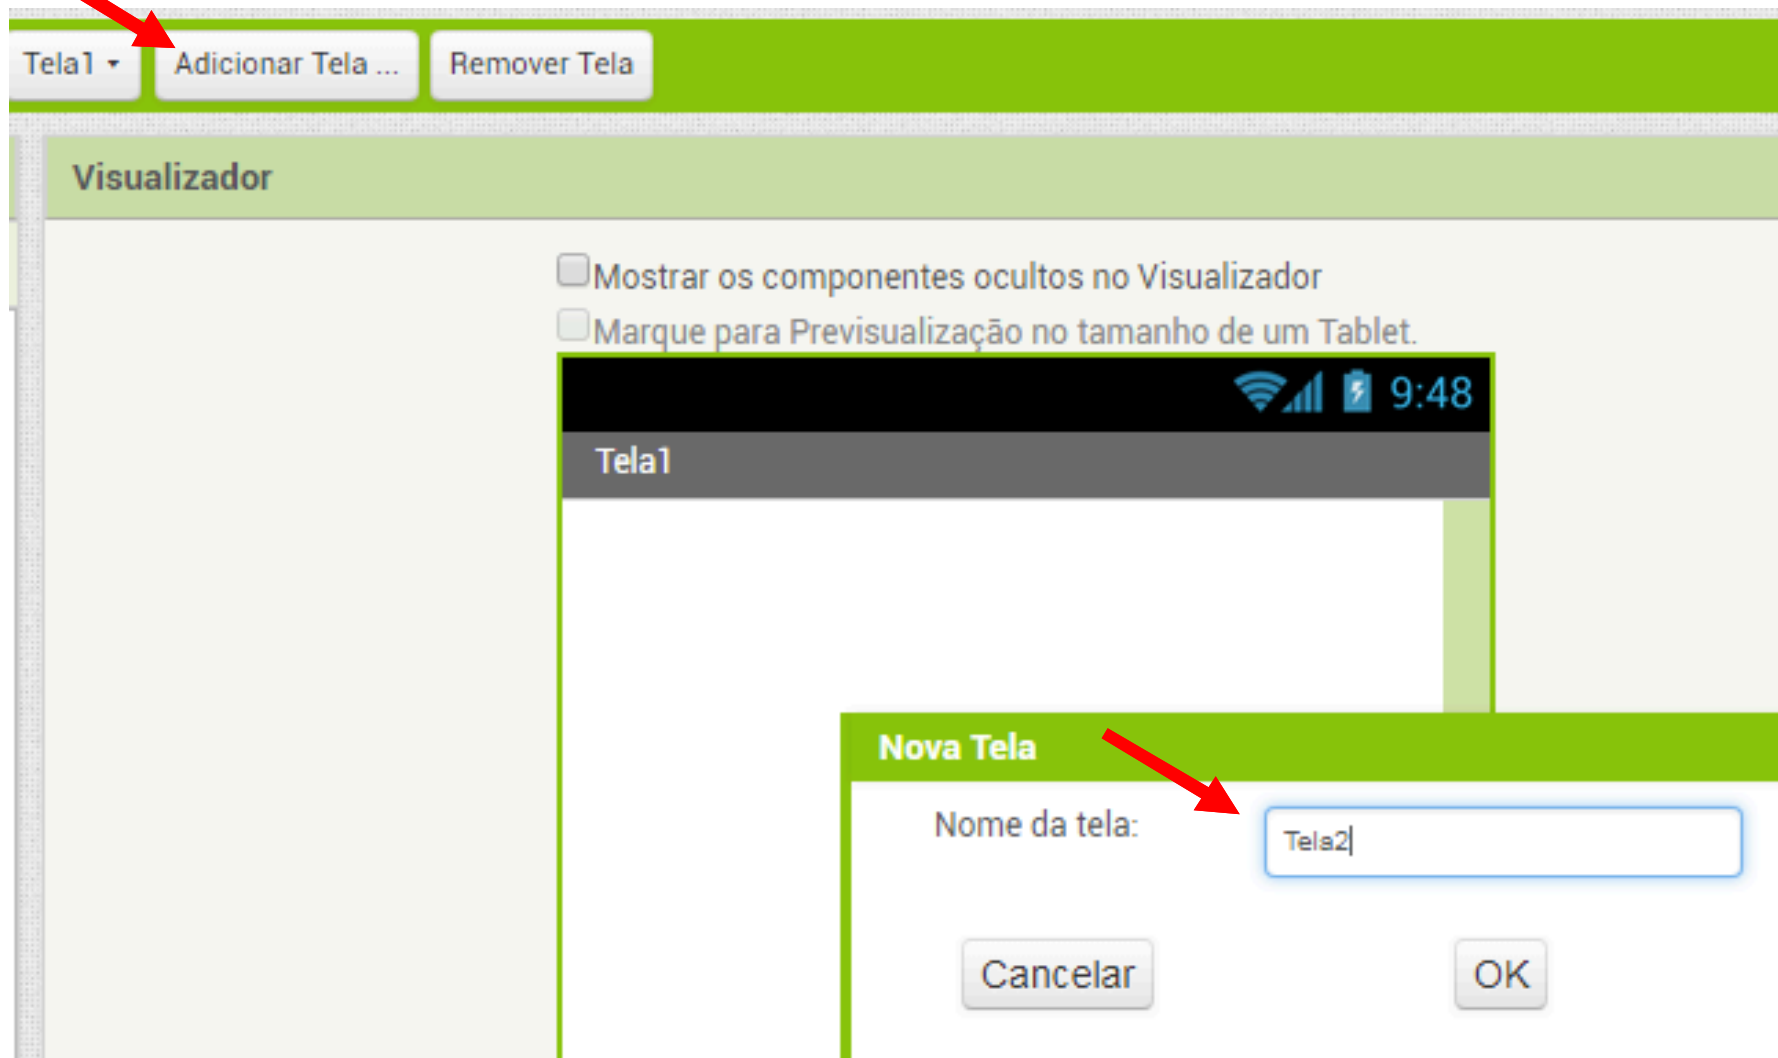 Tela1 Adicionar Tela ... Remover Tela
Visualizador
Mostrar os componentes ocultos no Visualizador
Marque para Previsualização no tamanho de um Tablet.
9:48
Tela1
Nova Tela
Nome da tela: Tela2
Cancelar OK